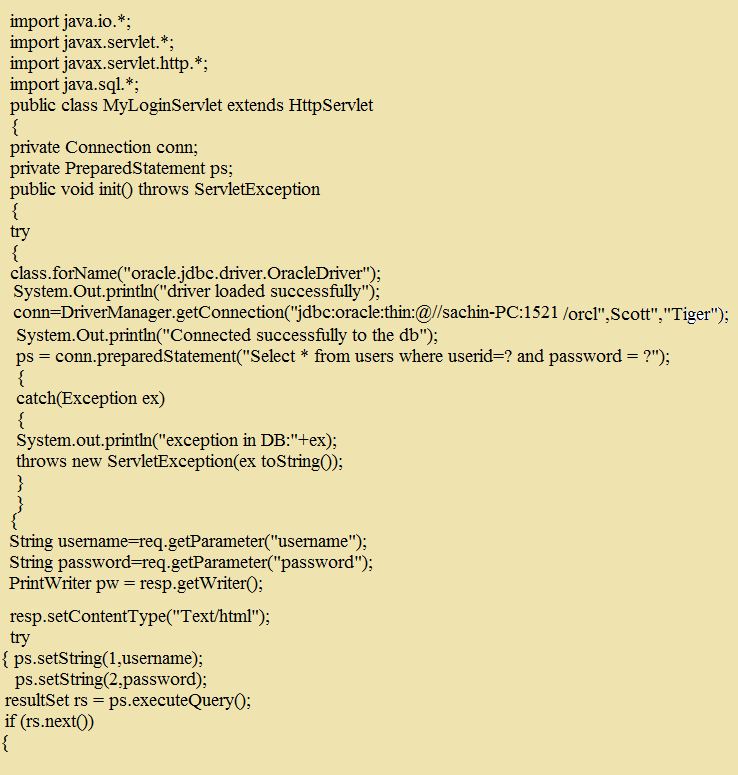 import java.io.*;
import javax.servlet.*;
import javax.servlet.http.*;
import java.sql.*;
public class MyLoginServlet extends HttpServlet
{
private Connection conn;
private PreparedStatement ps;
public void init() throws ServletException
{
try
{
class.forName("oracle.jdbc.driver.OracleDriver");
System.Out.println("driver loaded successfully");
conn=DriverManager.getConnection("jdbc:oracle:thin:@//sachin-PC:1521 /orcl",Scott","Tiger");
System.Out.println("Connected successfully to the db");
ps = conn.preparedStatement("Select * from users where userid=? and password = ?");
{
catch(Exception ex)
{
System.out.println("exception in DB:"+ex);
throws new ServletException(ex toString());
}
}
{
String username=req.getParameter("username");
String password=req.getParameter("password");
PrintWriter pw = resp.getWriter();
resp.setContentType("Text/html");
try
{ ps.setString(1,username);
ps.setString(2,password);
resultSet rs = ps.executeQuery();
if (rs.next())
{